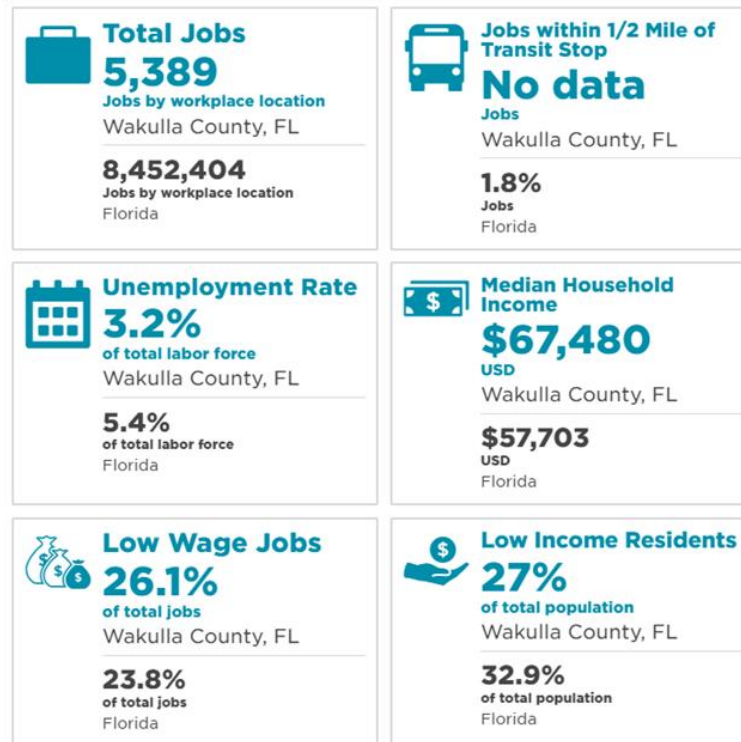 Total Jobs
5,389
Jobs by workplace location
Wakulla County, FL
8,452,404
Jobs by workplace location
Florida
Jobs within 1/2 Mile of
Transit Stop
No data
Jobs
Wakulla County, FL
1.8%
Jobs
Florida
Unemployment Rate
3.2%
of total labor force
Wakulla County, FL
5.4%
of total labor force
Florida
Median Household
Income
$67,480
USD
Wakulla County, FL
$57,703
USD
Florida
Low Wage Jobs
26.1%
of total jobs
Wakulla County, FL
23.8%
of total jobs
Florida
Low Income Residents
27%
of total population
Wakulla County, FL
32.9%
of total population
Florida